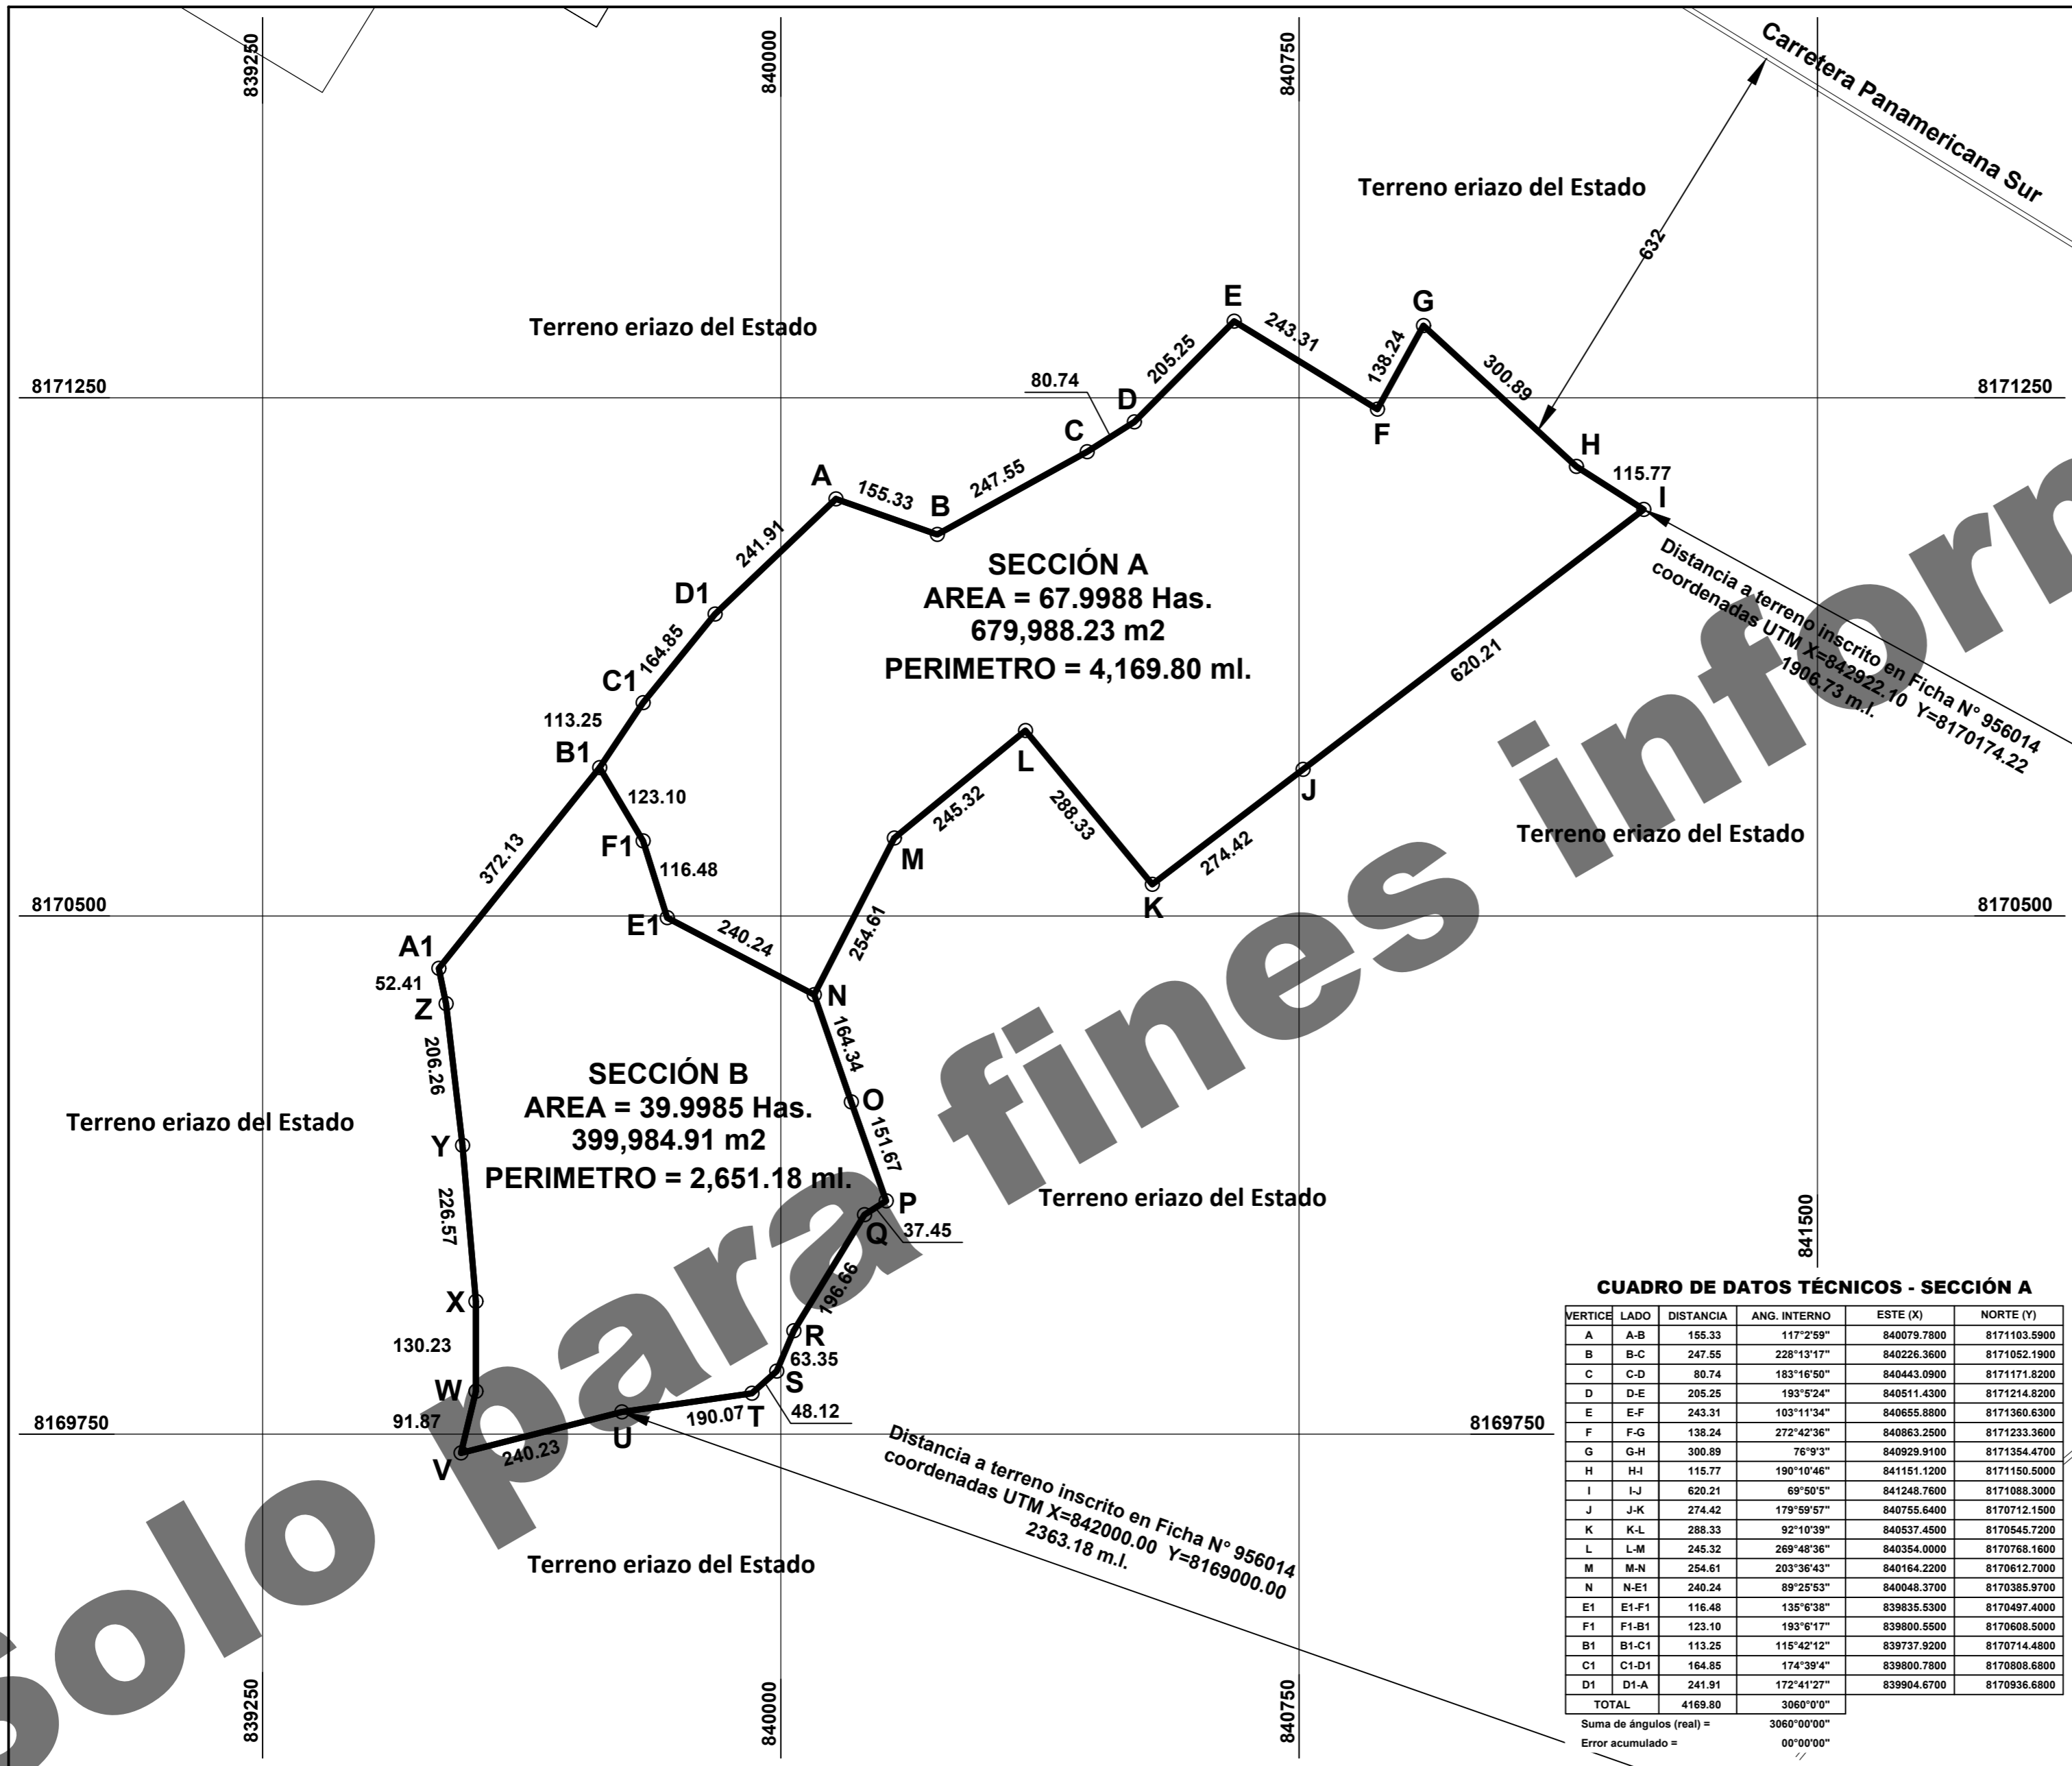 839250
840000
840750
Carretera Panamericana Sur
Terreno eriazo del Estado
632
Terreno eriazo del Estado
E
G
243.31
138.24
205.25
300.89
8171250
80.74
8171250
D
F
C
H
115.77
I
A
155.33
247.55
B
241.91
SECCIÓN A
AREA = 67.9988 Has.
679,988.23 m2
PERIMETRO = 4,169.80 ml.
Distancia a terreno inscrito en Ficha N° 956014
coordenadas UTM X=842922.10 Y=8170174.22
1906.73 m.l.
D1
164.85
C1
620.21
113.25
B1
L
J
123.10
245.32
288.33
Terreno eriazo del Estado
F1
M
372.13
274.42
116.48
K
8170500
8170500
E1
240.24
254.61
A1
52.41
Z
N
164.34
206.26
SECCIÓN B
AREA = 39.9985 Has.
399,984.91 m2
PERIMETRO = 2,651.18 ml.
O
Terreno eriazo del Estado
Y
151.67
P
Terreno eriazo del Estado
226.57
Q
37.45
841500
X
196.66
130.23
R
63.35
W
S
91.87
190.07
T
48.12
8169750
8169750
U
V
240.23
Distancia a terreno inscrito en Ficha N° 956014
coordenadas UTM X=842000.00 Y=8169000.00
2363.18 m.l.
Terreno eriazo del Estado
839250
840000
840750
Solo para fines inform
CUADRO DE DATOS TÉCNICOS - SECCIÓN A
VERTICE LADO DISTANCIA ANG. INTERNO ESTE (X) NORTE (Y)
A A-B 155.33 117°2'59" 840079.7800 8171103.5900
B B-C 247.55 228°13'17" 840226.3600 8171052.1900
C C-D 80.74 183°16'50" 840443.0900 8171171.8200
D D-E 205.25 193°5'24" 840511.4300 8171214.8200
E E-F 243.31 103°11'34" 840655.8800 8171360.6300
F F-G 138.24 272°42'36" 840863.2500 8171233.3600
G G-H 300.89 76°9'3" 840929.9100 8171354.4700
H H-I 115.77 190°10'46" 841151.1200 8171150.5000
I I-J 620.21 69°50'5" 841248.7600 8171088.3000
J J-K 274.42 179°59'57" 840755.6400 8170712.1500
K K-L 288.33 92°10'39" 840537.4500 8170545.7200
L L-M 245.32 269°48'36" 840354.0000 8170768.1600
M M-N 254.61 203°36'43" 840164.2200 8170612.7000
N N-E1 240.24 89°25'53" 840048.3700 8170385.9700
E1 E1-F1 116.48 135°6'38" 839835.5300 8170497.4000
F1 F1-B1 123.10 193°6'17" 839800.5500 8170608.5000
B1 B1-C1 113.25 115°42'12" 839737.9200 8170714.4800
C1 C1-D1 164.85 174°39'4" 839800.7800 8170808.6800
D1 D1-A 241.91 172°41'27" 839904.6700 8170936.6800
TOTAL 4169.80 3060°0'0"
Suma de ángulos (real) = 3060°00'00"
Error acumulado = 00°00'00"